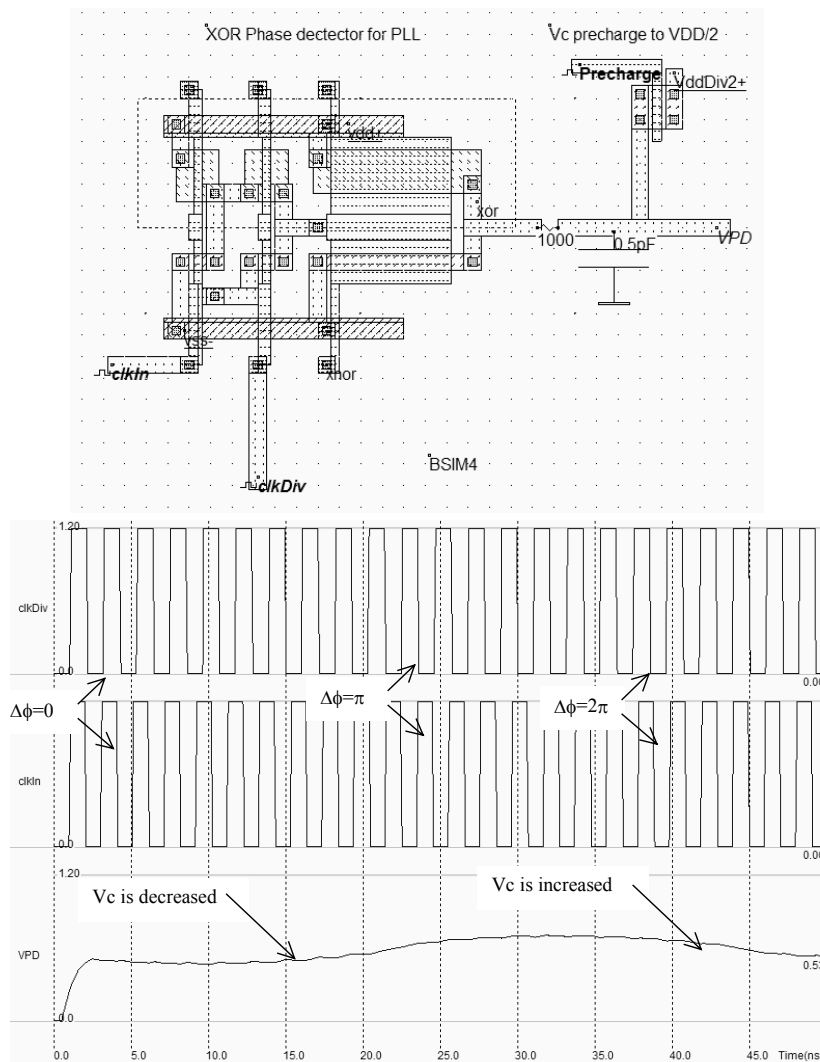 XOR Phase dectector for PLL
Vc precharge to VDD/2
Precharge
VddDiv2+
vdd+
xor
1000
0.5pF
VPD
vss-
clkIn
xnor
clkDiv
BSIM4
1.20
clkDiv
0.0
0.00
Δϕ=0
Δϕ=π
Δϕ=2π
clkIn
0.0
0.00
1.20
Vc is decreased
Vc is increased
VPD
0.53
0.0
0.0 5.0 10.0 15.0 20.0 25.0 30.0 35.0 40.0 45.0 Time(ns